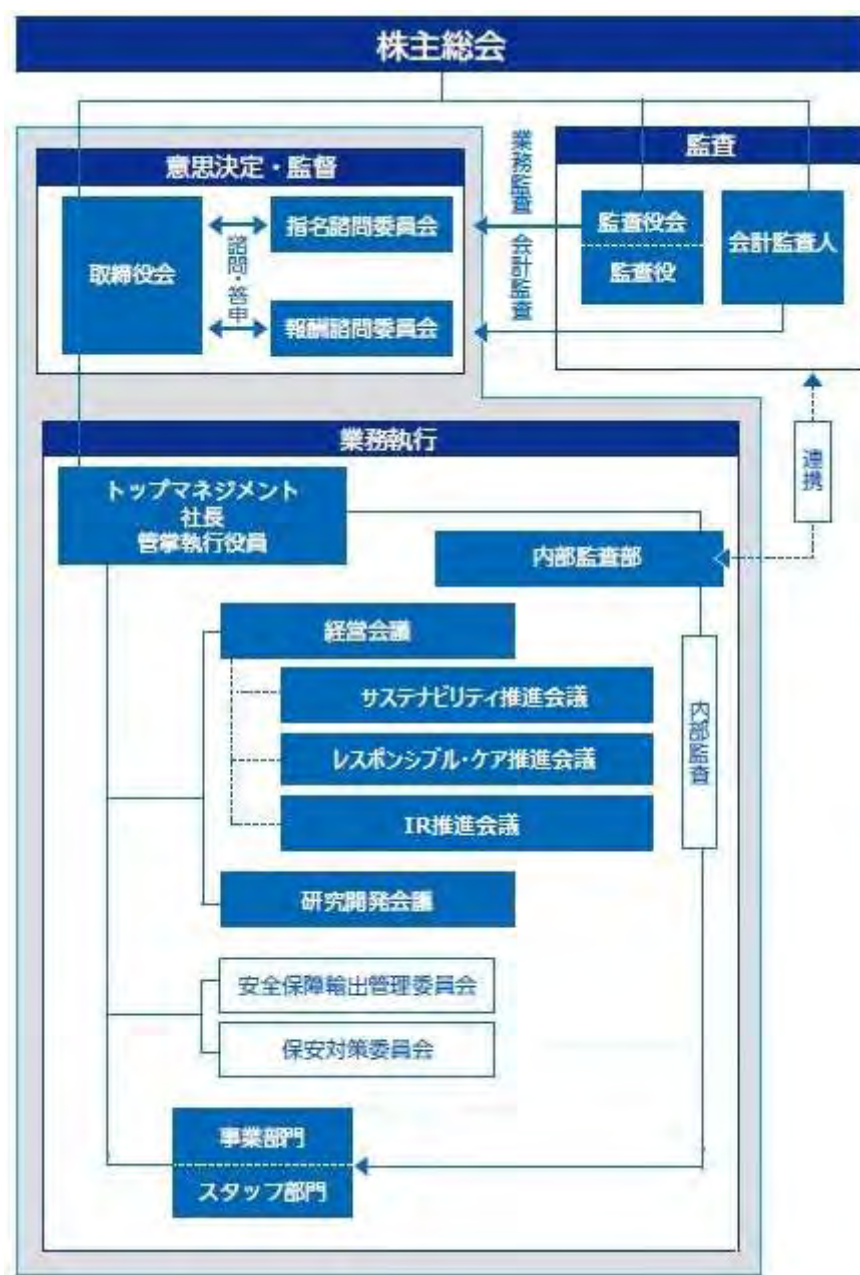 株主総会
意思決定・監督
取締役会
諮問・答申
指名諮問委員会
報酬諮問委員会
業務監査
会計監査
監査
監査役会
監査役
会計監査人
連携
業務執行
トップマネジメント
社長
管掌執行役員
内部監査部
経営会議
サステナビリティ推進会議
レスポンシブル・ケア推進会議
IR推進会議
研究開発会議
内部監査
安全保障輸出管理委員会
保安対策委員会
事業部門
スタッフ部門